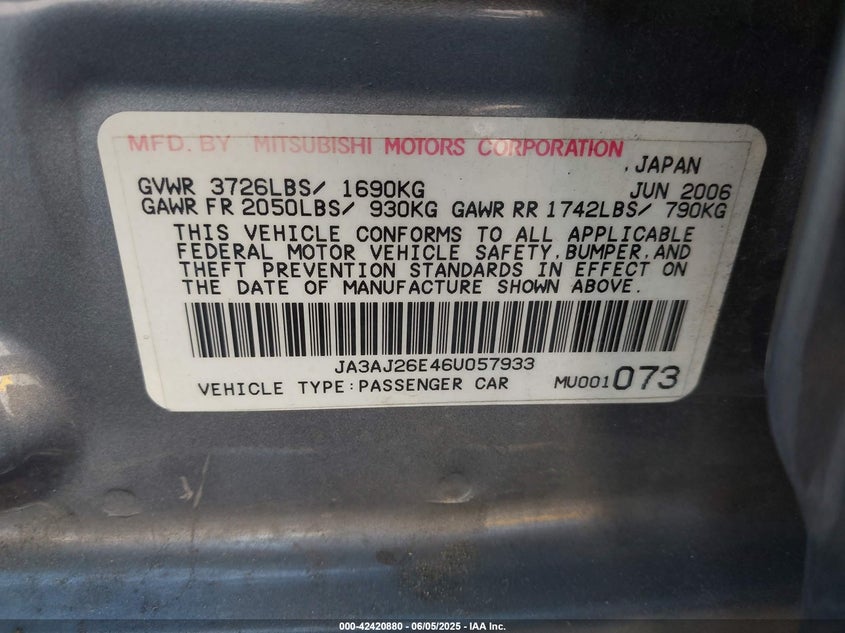 MFD. BY MITSUBISHI MOTORS CORPORATION
, JAPAN
GVWR 3726LBS/ 1690KG JUN 2006
GAWR FR 2050LBS/ 930KG GAWR RR 1742LBS/ 790KG
THIS VEHICLE CONFORMS TO ALL APPLICABLE
FEDERAL MOTOR VEHICLE SAFETY, BUMPER, AND
THEFT PREVENTION STANDARDS IN EFFECT ON
THE DATE OF MANUFACTURE SHOWN ABOVE.
JA3AJ26E46U057933
VEHICLE TYPE:PASSENGER CAR MU001073
000-42420880 - 06/05/2025 - IAA Inc.